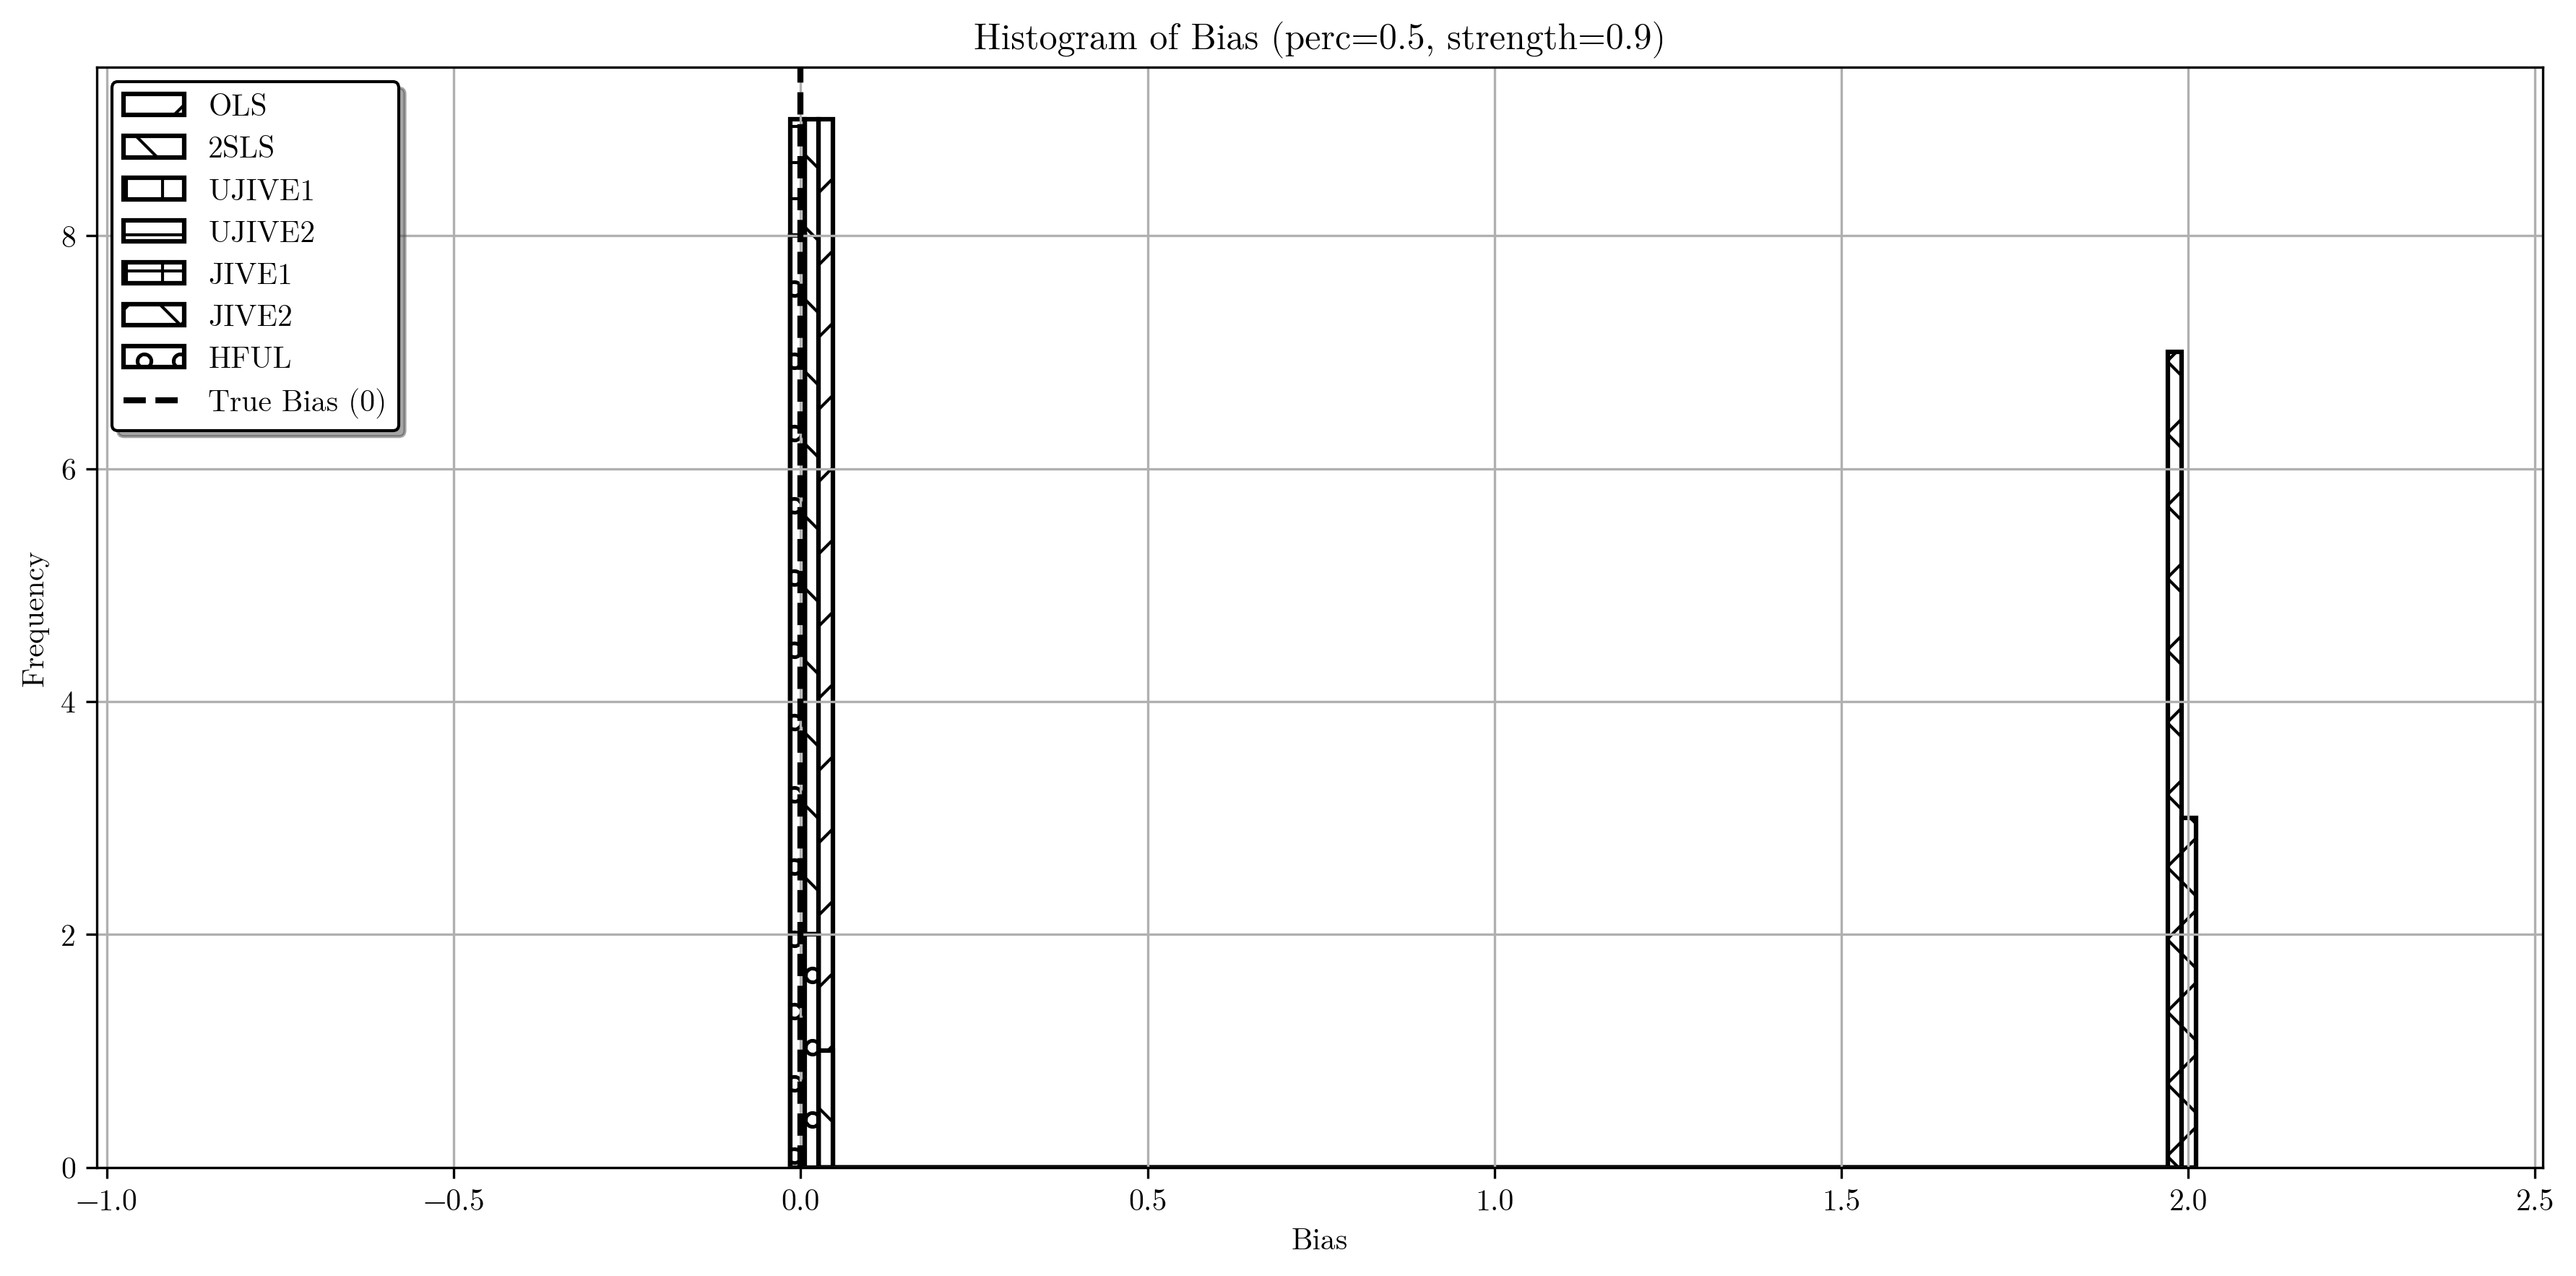 Histogram of Bias (perc=0.5, strength=0.9)
OLS
2SLS
UJIVE1
UJIVE2
JIVE1
JIVE2
HFUL
True Bias (0)
8
6
4
2
0
Frequency
−1.0 −0.5 0.0 0.5 1.0 1.5 2.0 2.5
Bias